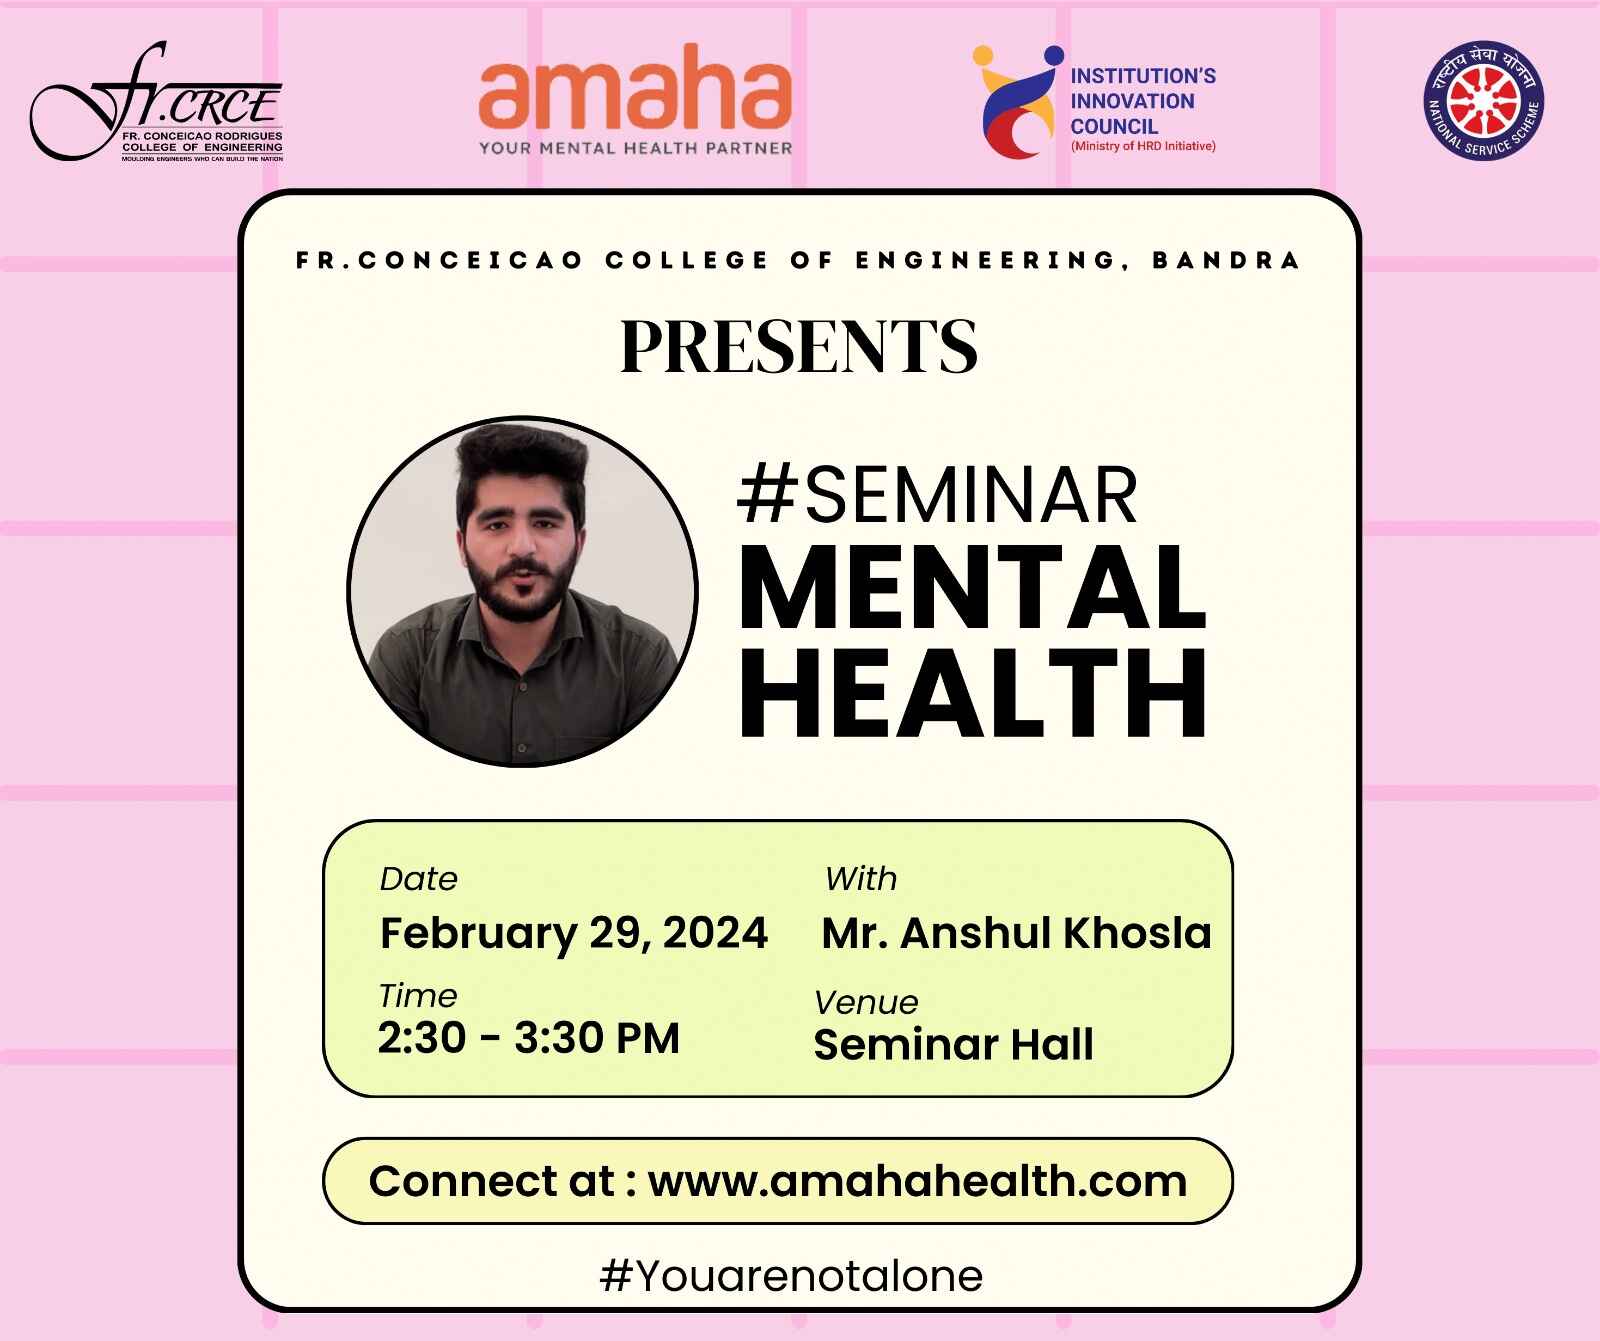 fr.CRCE
FR. CONCEICAO RODRIGUES
COLLEGE OF ENGINEERING
MOULDING ENGINEERS WHO CAN BUILD THE NATION
amaha
YOUR MENTAL HEALTH PARTNER
INSTITUTION'S
INNOVATION
COUNCIL
(Ministry of HRD Initiative)
राष्ट्रीय सेवा योजना
NATIONAL SERVICE SCHEME
FR.CONCEICAO COLLEGE OF ENGINEERING, BANDRA
PRESENTS
#SEMINAR
MENTAL
HEALTH
Date
February 29, 2024
With
Mr. Anshul Khosla
Time
2:30 - 3:30 PM
Venue
Seminar Hall
Connect at : www.amahahealth.com
#Youarenotalone